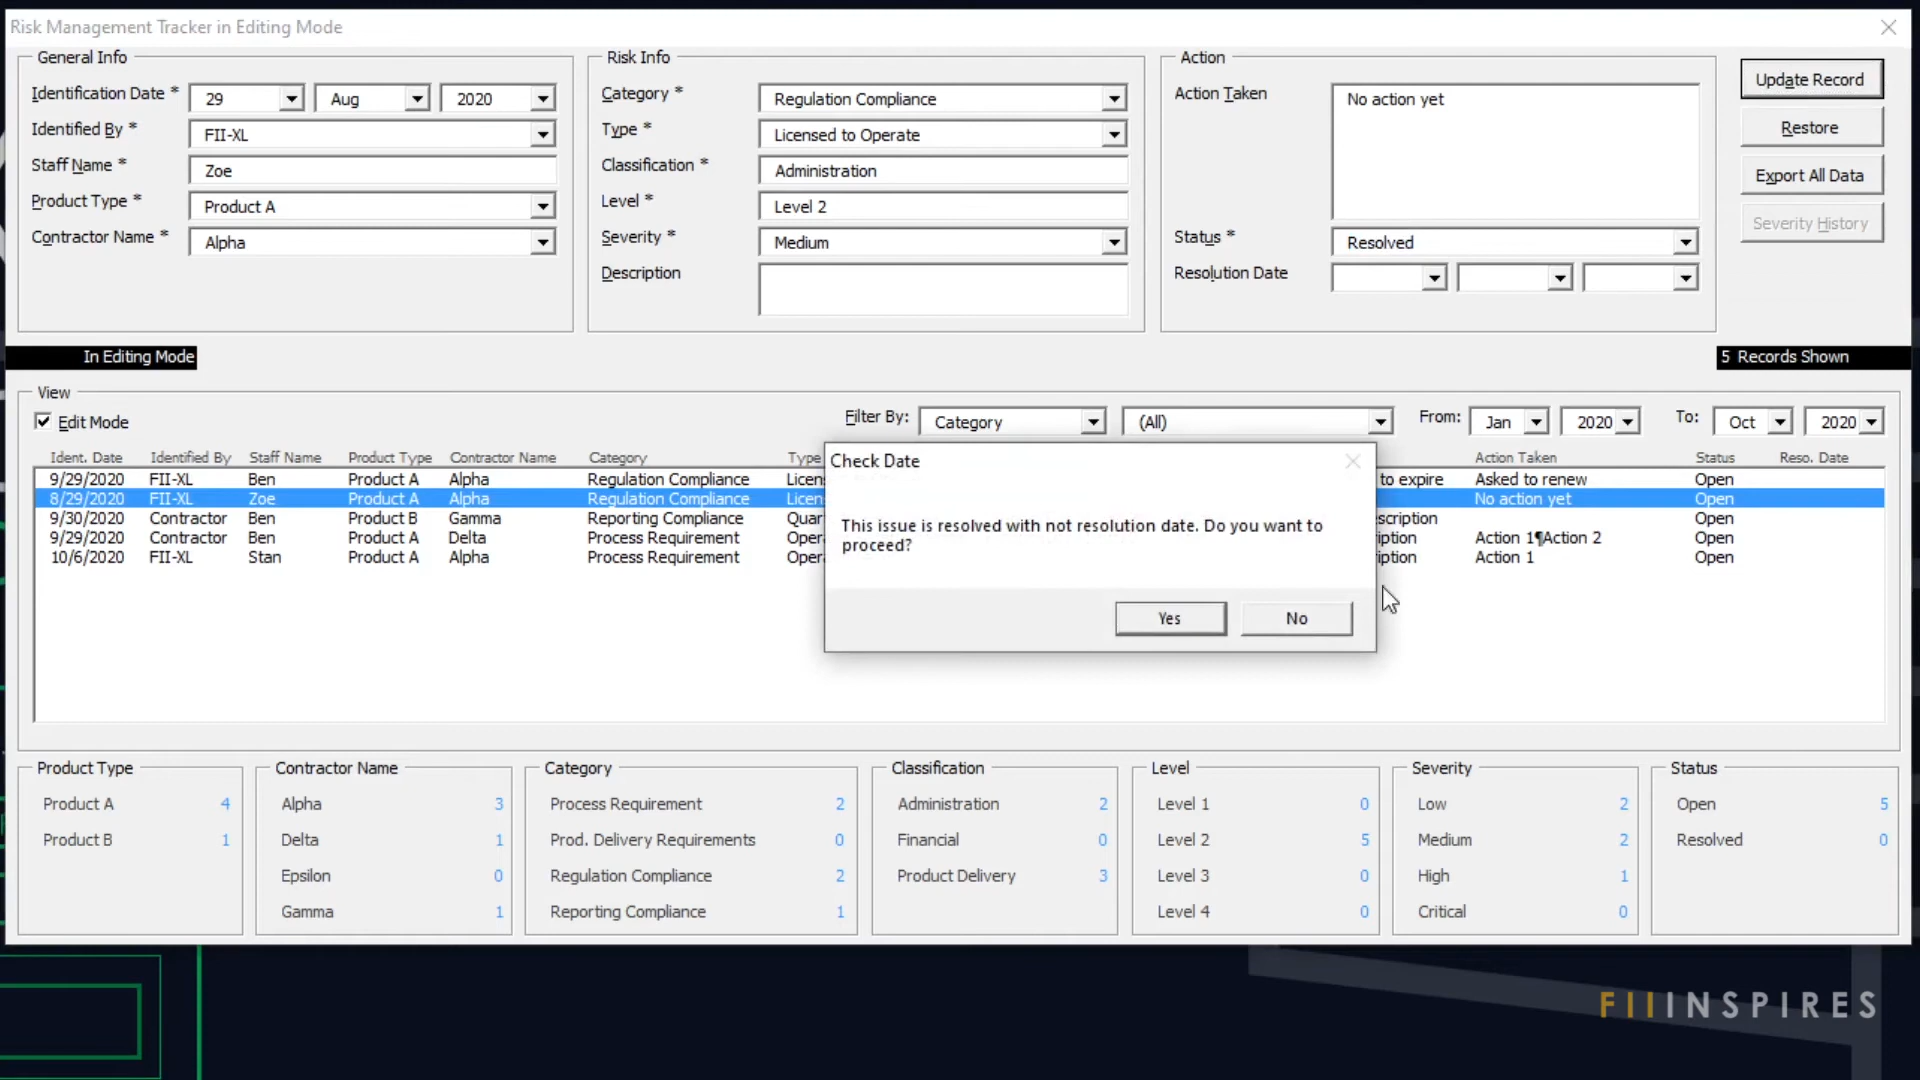 Risk Management Tracker in Editing Mode
General Info
Identification Date * 29 Aug 2020
Identified By * FII-XL
Staff Name * Zoe
Product Type * Product A
Contractor Name * Alpha
Risk Info
Category * Regulation Compliance
Type * Licensed to Operate
Classification * Administration
Level * Level 2
Severity * Medium
Description
Action
Action Taken No action yet
Status * Resolved
Resolution Date
Update Record
Restore
Export All Data
Severity History
In Editing Mode
5 Records Shown
View
Edit Mode
Filter By: Category (All) From: Jan 2020 To: Oct 2020
Ident. Date Identified By Staff Name Product Type Contractor Name Category Type Action Taken Status Reso. Date
9/29/2020 FII-XL Ben Product A Alpha Regulation Compliance Licen to expire Asked to renew Open
8/29/2020 FII-XL Zoe Product A Alpha Regulation Compliance Licen No action yet Open
9/30/2020 Contractor Ben Product B Gamma Reporting Compliance Quar scription Open
9/29/2020 Contractor Ben Product A Delta Process Requirement Oper iption Action 1¶Action 2 Open
10/6/2020 FII-XL Stan Product A Alpha Process Requirement Oper iption Action 1 Open
Check Date
This issue is resolved with not resolution date. Do you want to
proceed?
Yes No
Product Type
Product A 4
Product B 1
Contractor Name
Alpha 3
Delta 1
Epsilon 0
Gamma 1
Category
Process Requirement 2
Prod. Delivery Requirements 0
Regulation Compliance 2
Reporting Compliance 1
Classification
Administration 2
Financial 0
Product Delivery 3
Level
Level 1 0
Level 2 5
Level 3 0
Level 4 0
Severity
Low 2
Medium 2
High 1
Critical 0
Status
Open 5
Resolved 0
FIIINSPIRES